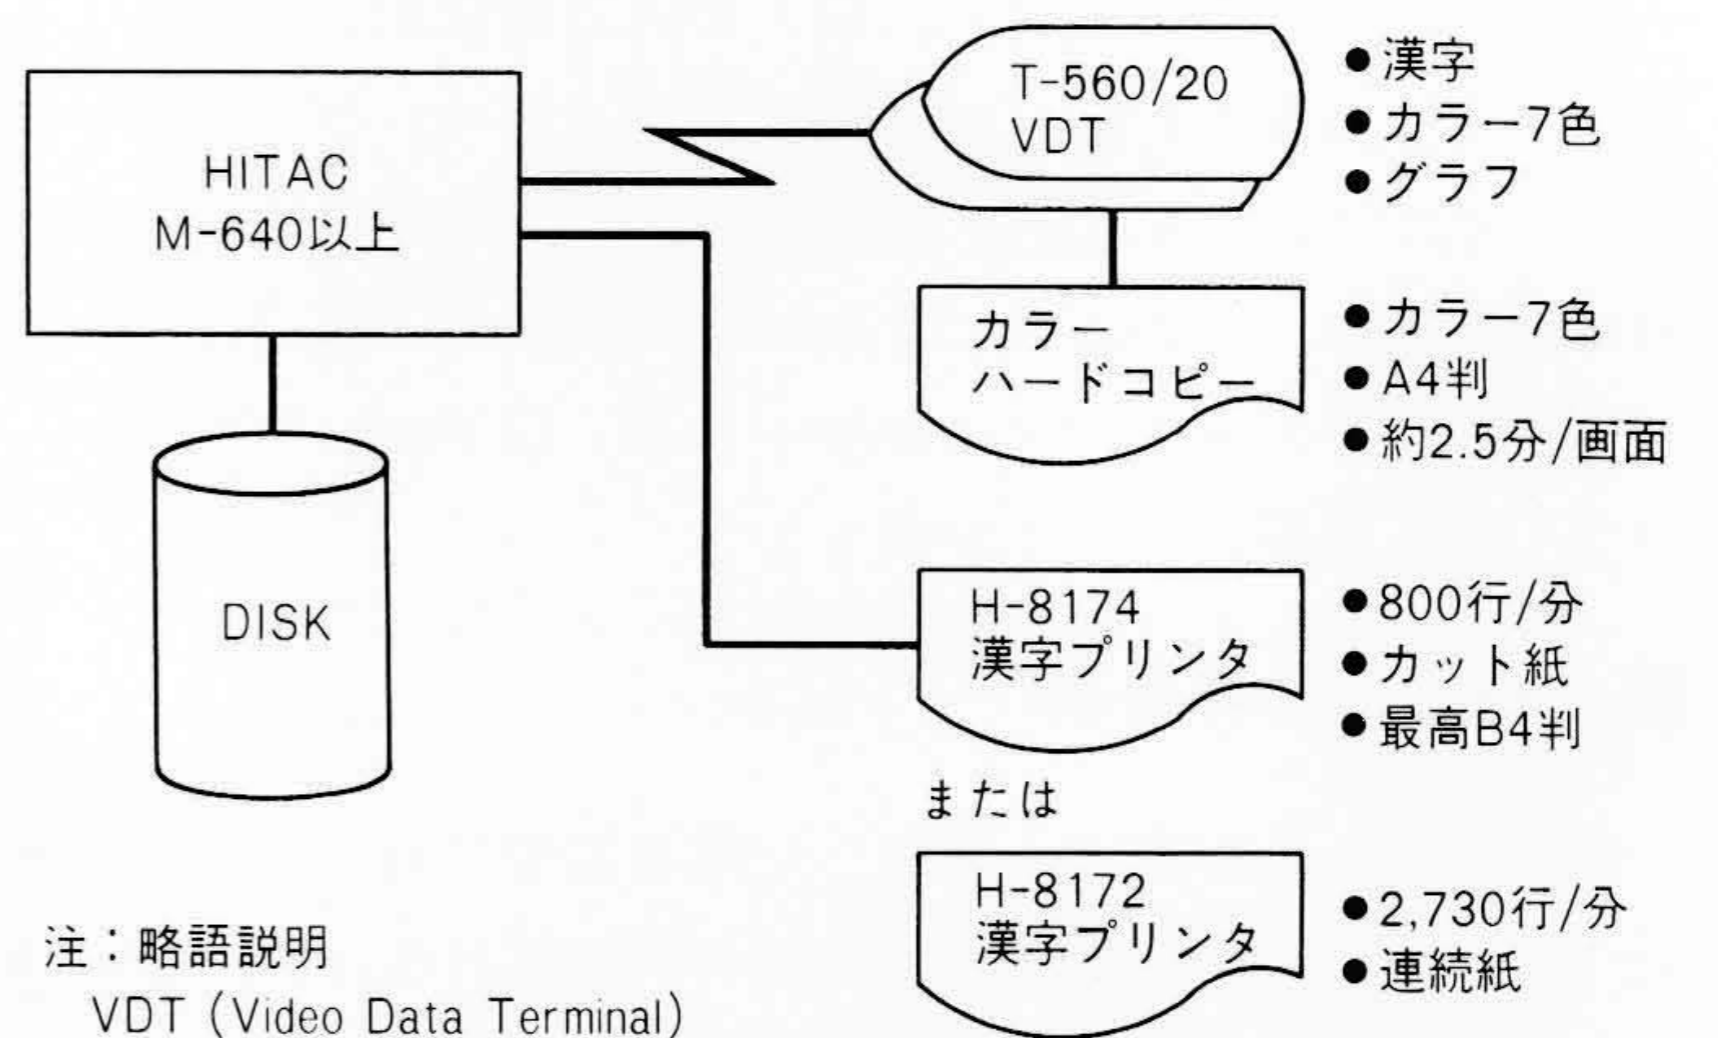 HITAC
M-640以上
DISK
T-560/20
VDT
●漢字
●カラー7色
●グラフ
カラー
ハードコピー
●カラー7色
●A4判
●約2.5分/画面
H-8174
漢字プリンタ
●800行/分
●カット紙
●最高B4判
または
H-8172
漢字プリンタ
●2,730行/分
●連続紙
注：略語説明
VDT (Video Data Terminal)